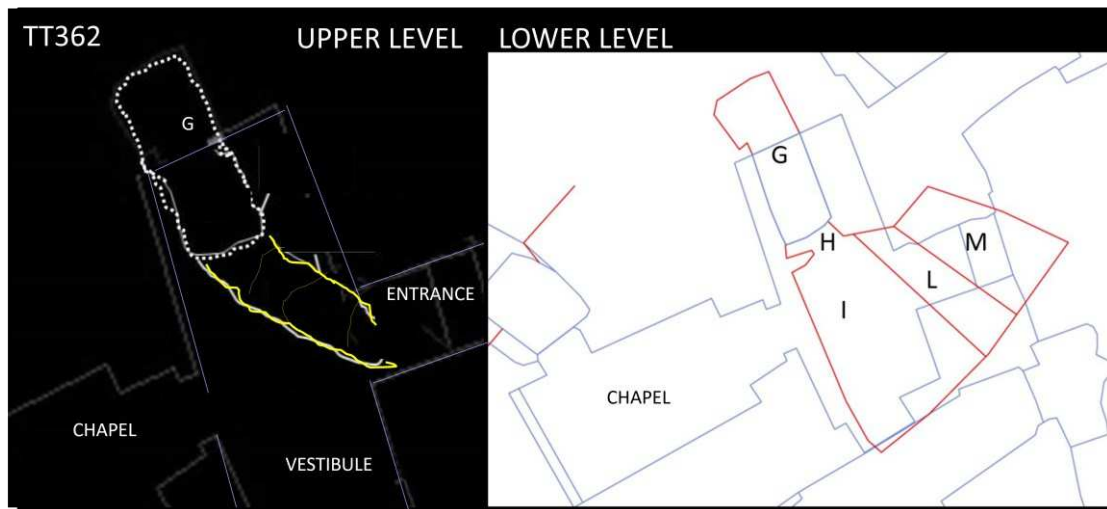 TT362
UPPER LEVEL
LOWER LEVEL
G
ENTRANCE
CHAPEL
VESTIBULE
G
H
M
L
I
CHAPEL